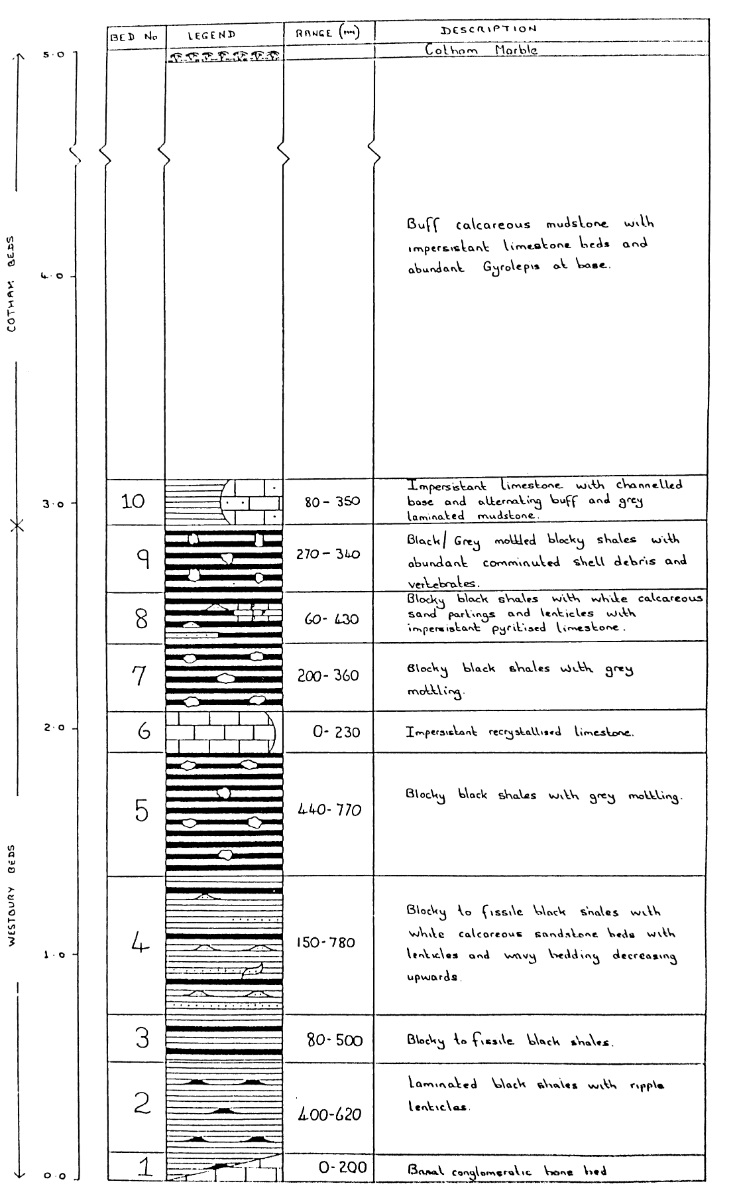 BED No LEGEND RANGE (mm) DESCRIPTION
5.0
Cotham Marble
Buff calcareous mudstone with
impersistant limestone beds and
abundant Gyrolepis at base.
COTHAM BEDS
4.0
10 80-350
Impersistant limestone with channelled
base and alternating buff and grey
laminated mudstone.
3.0
9 270-340
Black/Grey mottled blocky shales with
abundant comminuted shell debris and
vertebrates.
8 60-430
Blocky black shales with white calcareous
sand partings and lenticles with
impersistant pyritised limestone.
7 200-360
Blocky black shales with grey
mottling.
2.0
6 0-230 Impersistant recrystallised limestone.
5 440-770 Blocky black shales with grey mottling.
WESTBURY BEDS
4 150-780
Blocky to fissile black shales with
white calcareous sandstone beds with
lenticles and wavy bedding decreasing
upwards.
1.0
3 80-500 Blocky to fissile black shales.
2 400-620
Laminated black shales with ripple
lenticles.
1 0-200 Basal conglomeratic bone bed
0.0